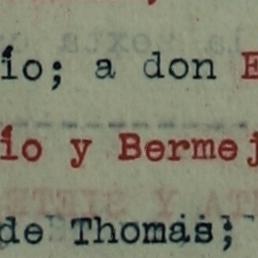 ío; a don E
ío y Bermej
de Thomás;